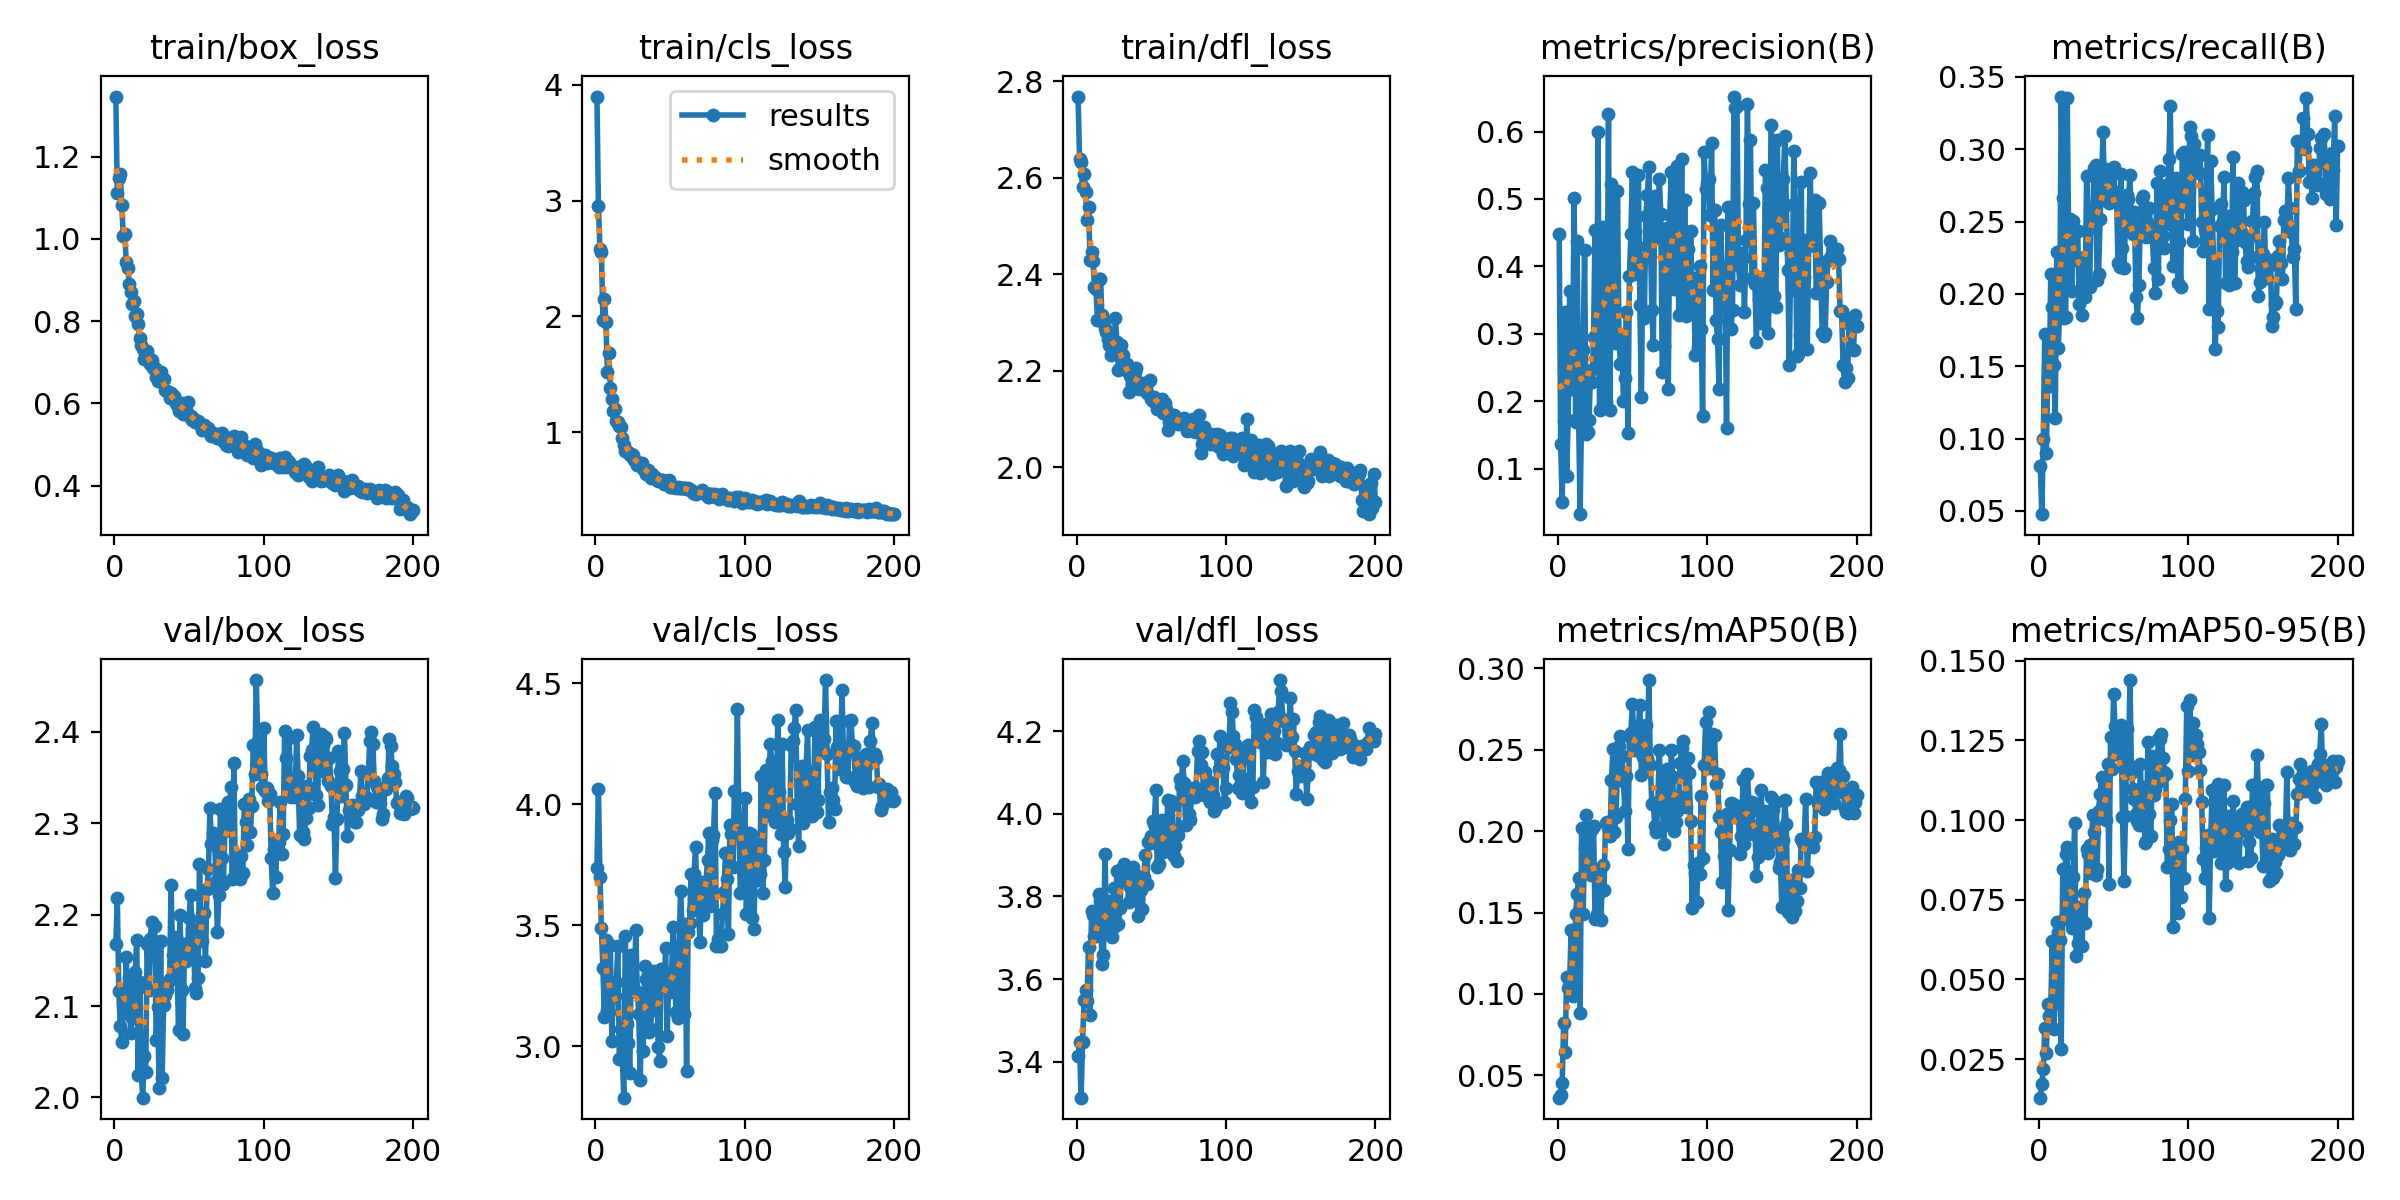 train/box_loss
1.2
1.0
0.8
0.6
0.4
0 100 200
train/cls_loss
4
3
2
1
0 100 200
results
smooth
train/dfl_loss
2.8
2.6
2.4
2.2
2.0
0 100 200
metrics/precision(B)
0.6
0.5
0.4
0.3
0.2
0.1
0 100 200
metrics/recall(B)
0.35
0.30
0.25
0.20
0.15
0.10
0.05
0 100 200
val/box_loss
2.4
2.3
2.2
2.1
2.0
0 100 200
val/cls_loss
4.5
4.0
3.5
3.0
0 100 200
val/dfl_loss
4.2
4.0
3.8
3.6
3.4
0 100 200
metrics/mAP50(B)
0.30
0.25
0.20
0.15
0.10
0.05
0 100 200
metrics/mAP50-95(B)
0.150
0.125
0.100
0.075
0.050
0.025
0 100 200